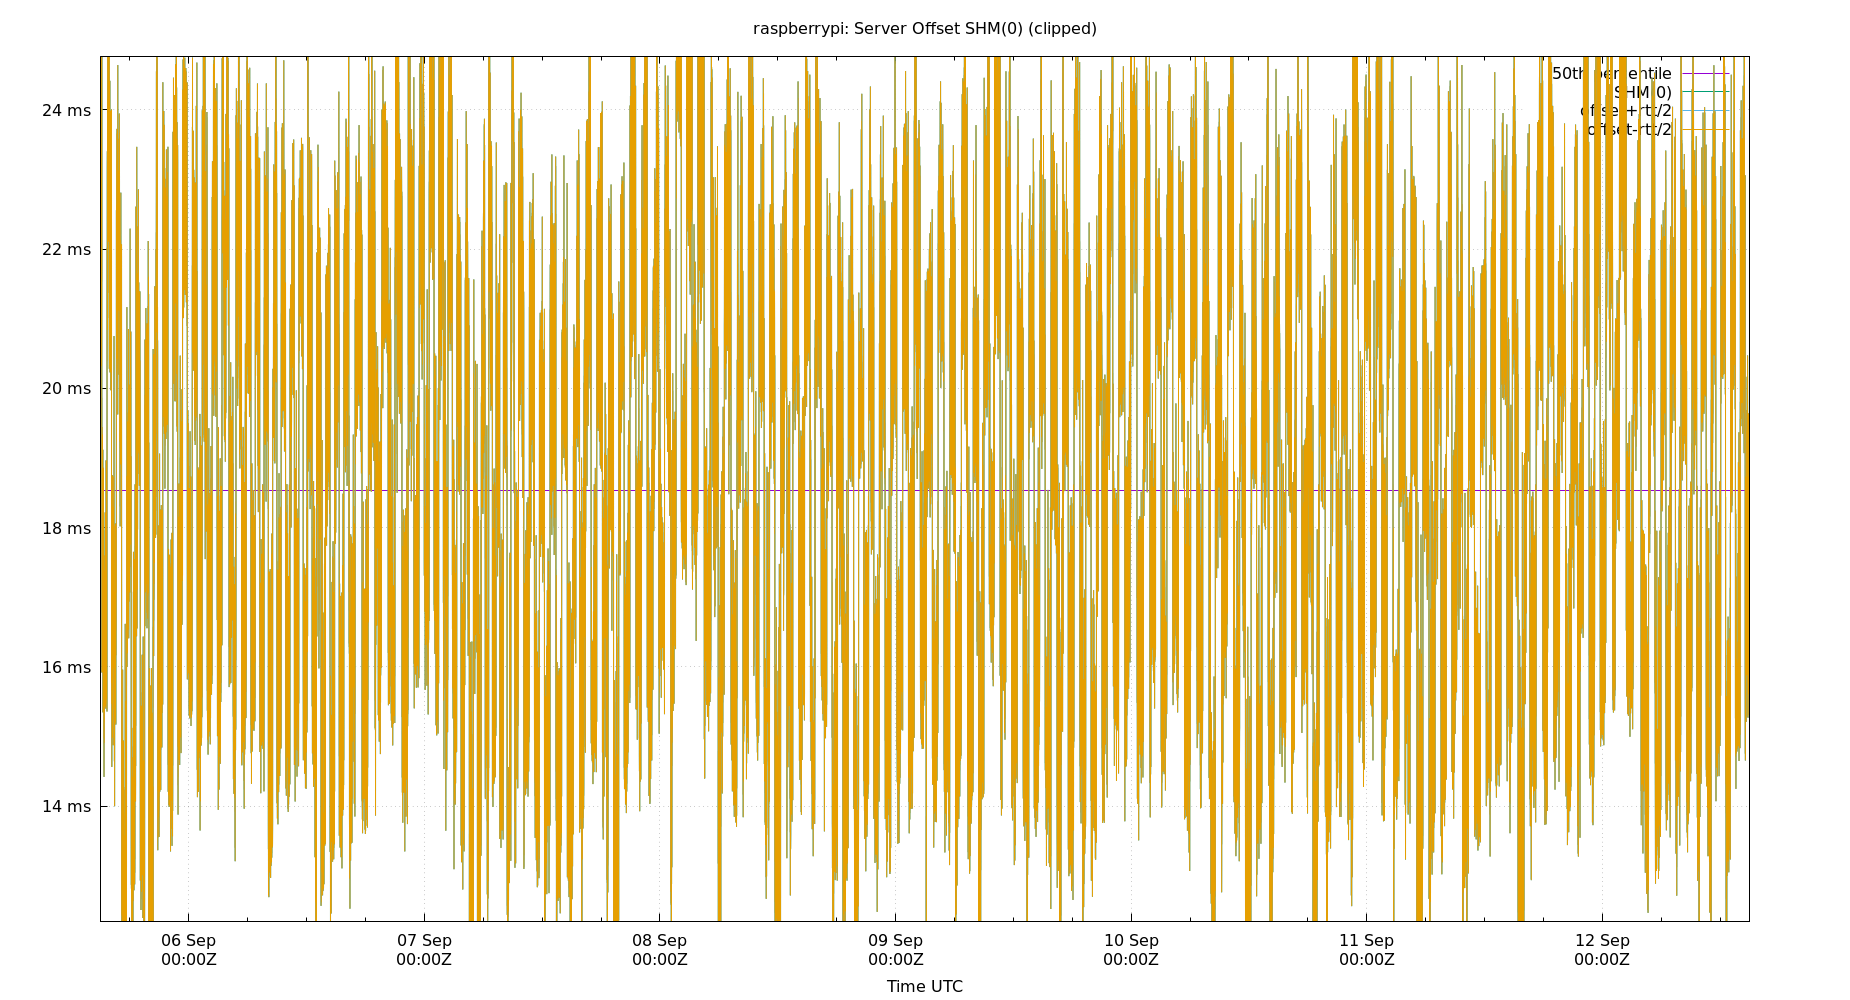 raspberrypi: Server Offset SHM(0) (clipped)
50th percentile
SHM(0)
offset+rtt/2
offset-rtt/2
24 ms
22 ms
20 ms
18 ms
16 ms
14 ms
06 Sep 07 Sep 08 Sep 09 Sep 10 Sep 11 Sep 12 Sep
00:00Z 00:00Z 00:00Z 00:00Z 00:00Z 00:00Z 00:00Z
Time UTC